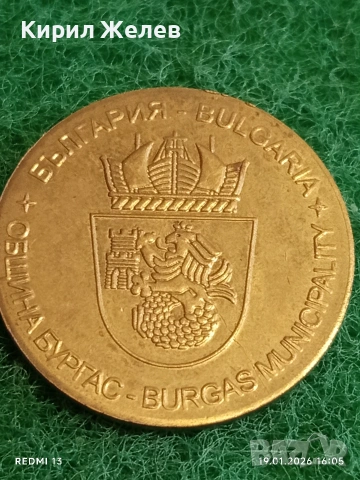 Кирил Желев
БЪЛГАРИЯ - BULGARIA
ОБЩИНА БУРГАС - BURGAS MUNICIPALITY
REDMI 13
19.01.2026 16:05